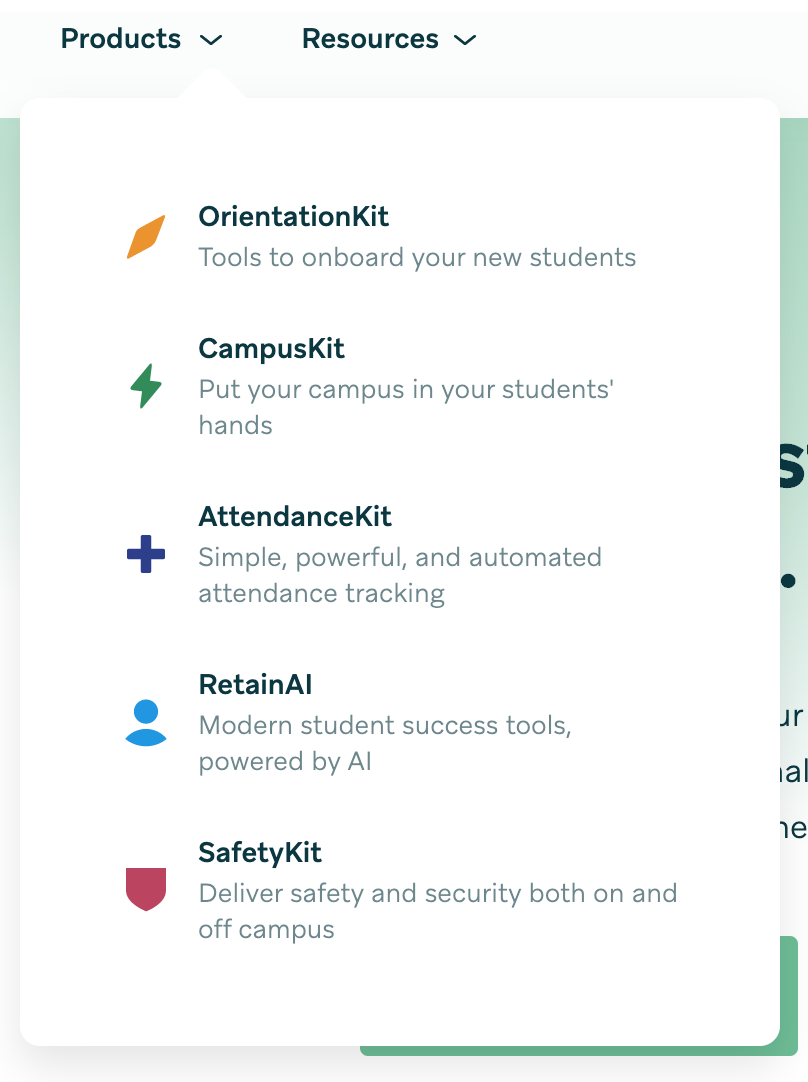 Products Resources
OrientationKit
Tools to onboard your new students
CampusKit
Put your campus in your students'
hands
AttendanceKit
Simple, powerful, and automated
attendance tracking
RetainAI
Modern student success tools,
powered by AI
SafetyKit
Deliver safety and security both on and
off campus